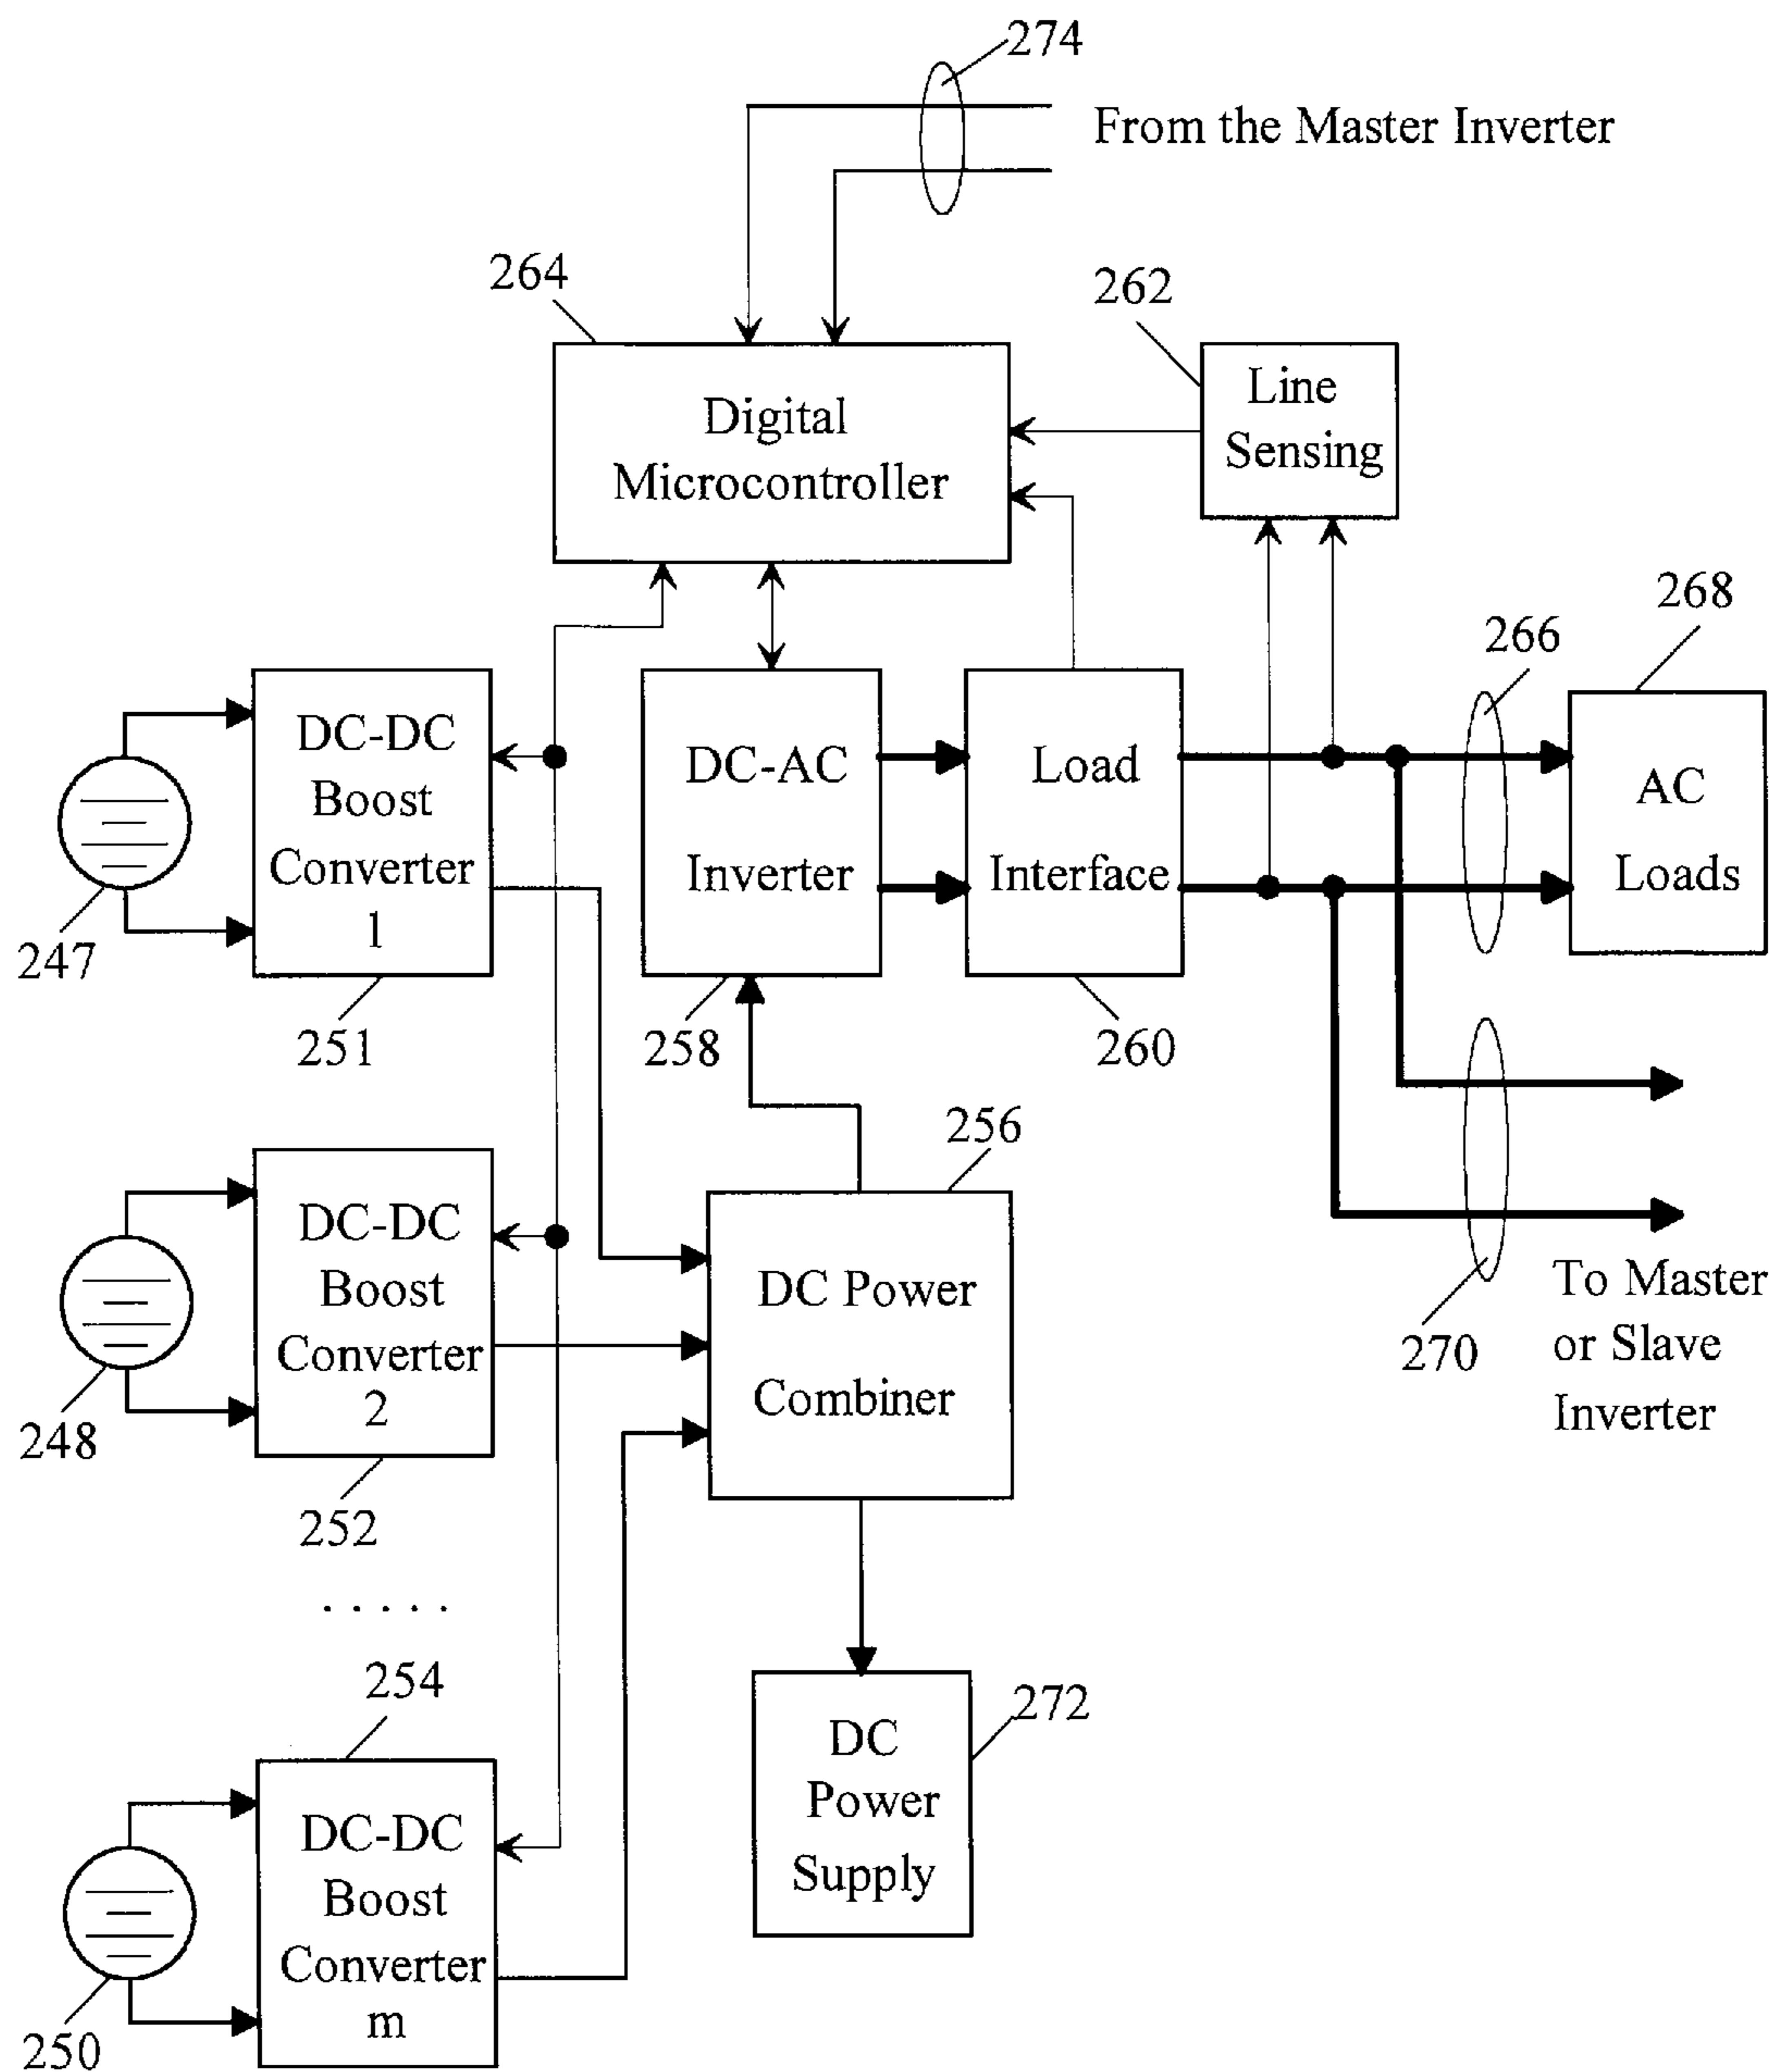 274
From the Master Inverter
264
262
Digital
Microcontroller
Line
Sensing
268
266
DC-DC
Boost
Converter
1
DC-AC
Inverter
Load
Interface
AC
Loads
247
251
258
260
256
DC-DC
Boost
Converter
2
DC Power
Combiner
To Master
or Slave
Inverter
270
248
252
. . . . .
254
272
DC
Power
Supply
DC-DC
Boost
Converter
m
250